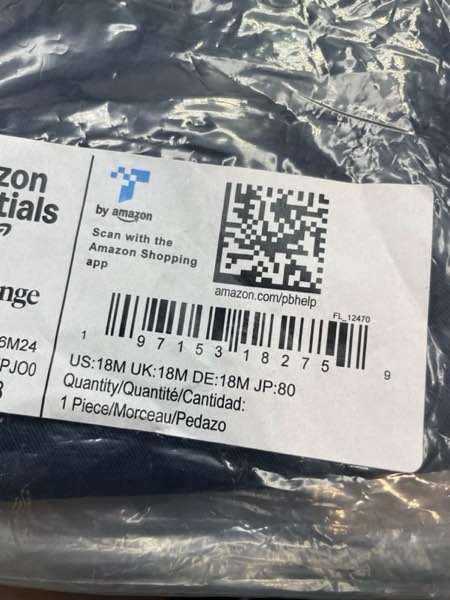 zon
tials
nge
6M24
PJO0
by amazon
Scan with the
Amazon Shopping
app
amazon.com/pbhelp
FL_12470
1 97153 18275 9
US:18M UK:18M DE:18M JP:80
Quantity/Quantité/Cantidad:
1 Piece/Morceau/Pedazo